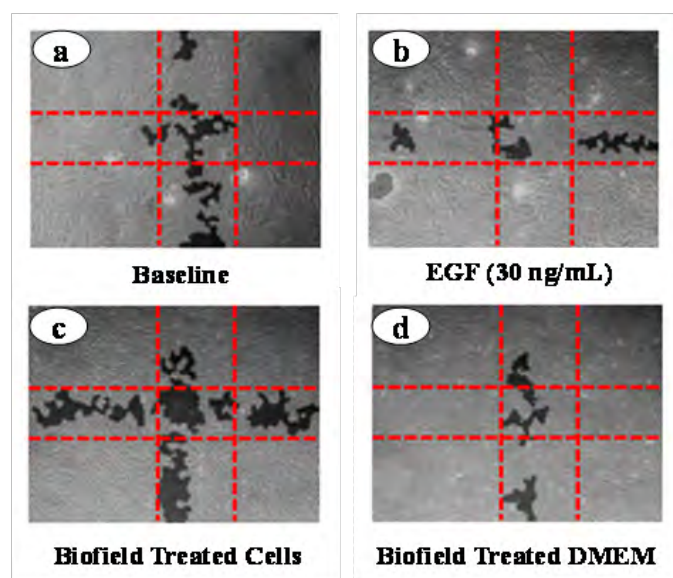 a
b
Baseline
EGF (30 ng/mL)
c
d
Biofield Treated Cells
Biofield Treated DMEM